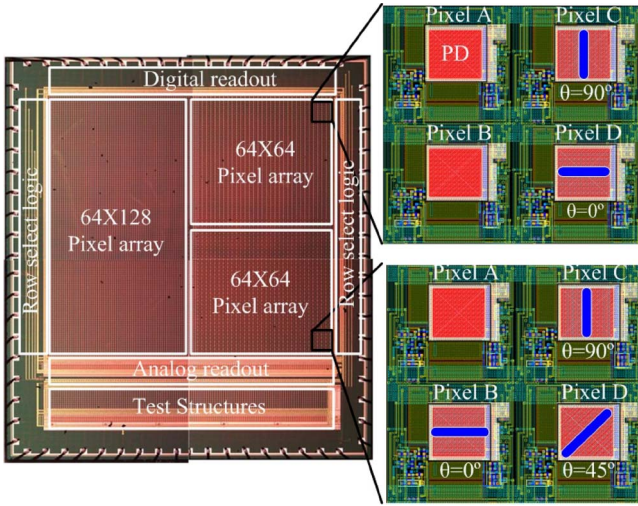 Digital readout
Row select logic
64X128
Pixel array
64X64
Pixel array
64X64
Pixel array
Row select logic
Analog readout
Test Structures
Pixel A
Pixel C
PD
θ=90º
Pixel B
Pixel D
θ=0º
Pixel A
Pixel C
θ=90º
Pixel B
Pixel D
θ=0º
θ=45º